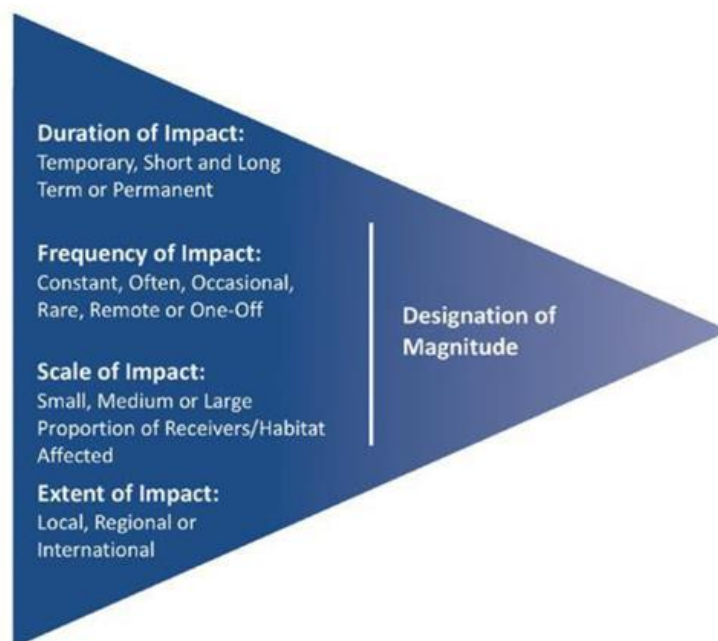 Duration of Impact:
Temporary, Short and Long
Term or Permanent
Frequency of Impact:
Constant, Often, Occasional,
Rare, Remote or One-Off
Scale of Impact:
Small, Medium or Large
Proportion of Receivers/Habitat
Affected
Extent of Impact:
Local, Regional or
International
Designation of
Magnitude